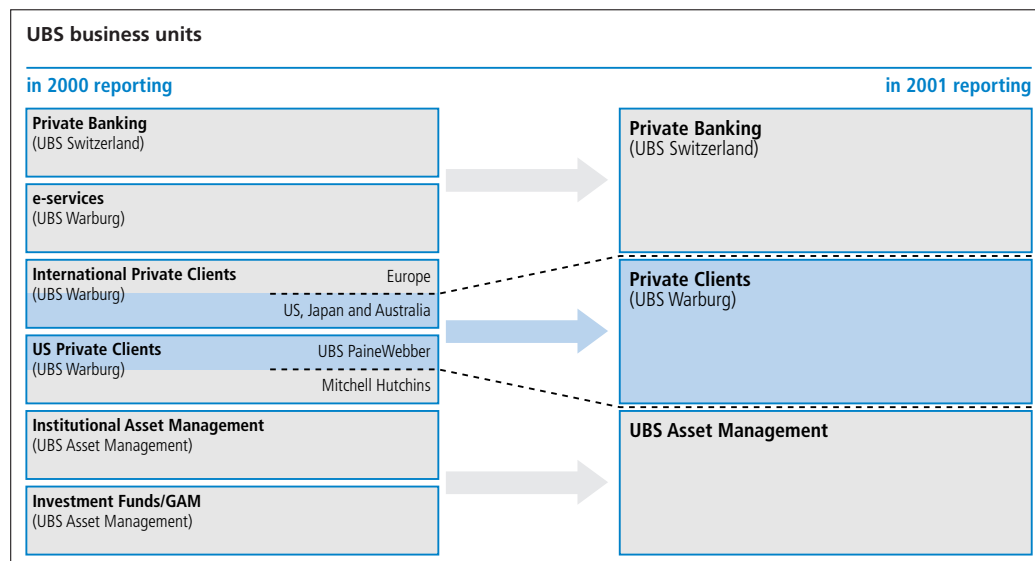 UBS business units
in 2000 reporting
in 2001 reporting
Private Banking
(UBS Switzerland)
e-services
(UBS Warburg)
International Private Clients
(UBS Warburg)
Europe
US, Japan and Australia
US Private Clients
(UBS Warburg)
UBS PaineWebber
Mitchell Hutchins
Institutional Asset Management
(UBS Asset Management)
Investment Funds/GAM
(UBS Asset Management)
Private Banking
(UBS Switzerland)
Private Clients
(UBS Warburg)
UBS Asset Management